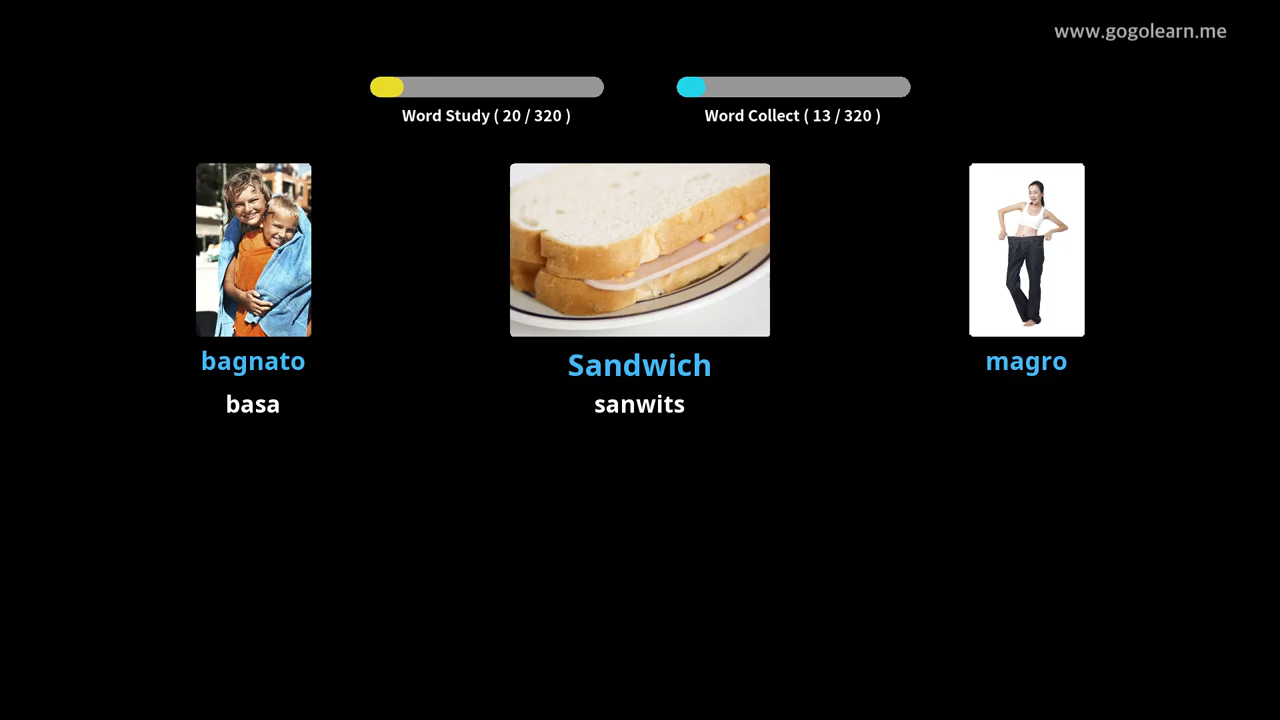 www.gogolearn.me
Word Study ( 20 / 320 )
Word Collect ( 13 / 320 )
bagnato
basa
Sandwich
sanwits
magro